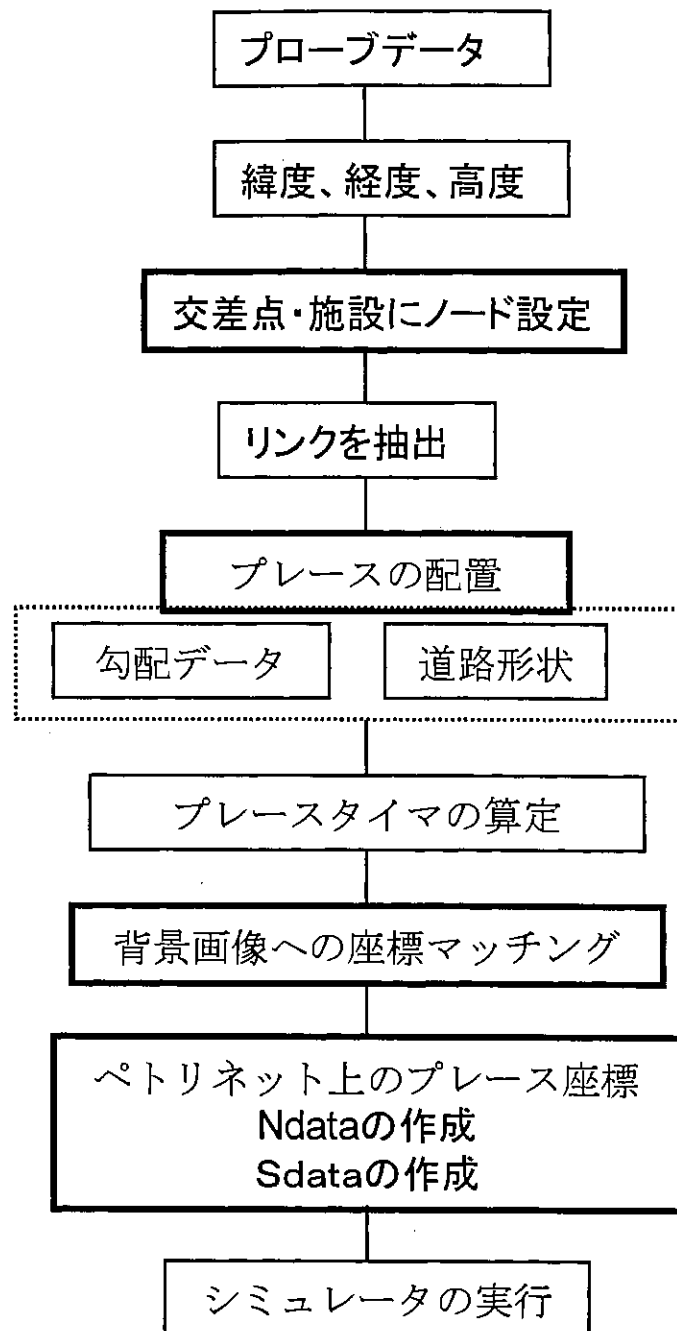 プローブデータ
緯度、経度、高度
交差点・施設にノード設定
リンクを抽出
プレースの配置
勾配データ
道路形状
プレースタイマの算定
背景画像への座標マッチング
ペトリネット上のプレース座標
Ndataの作成
Sdataの作成
シミュレータの実行